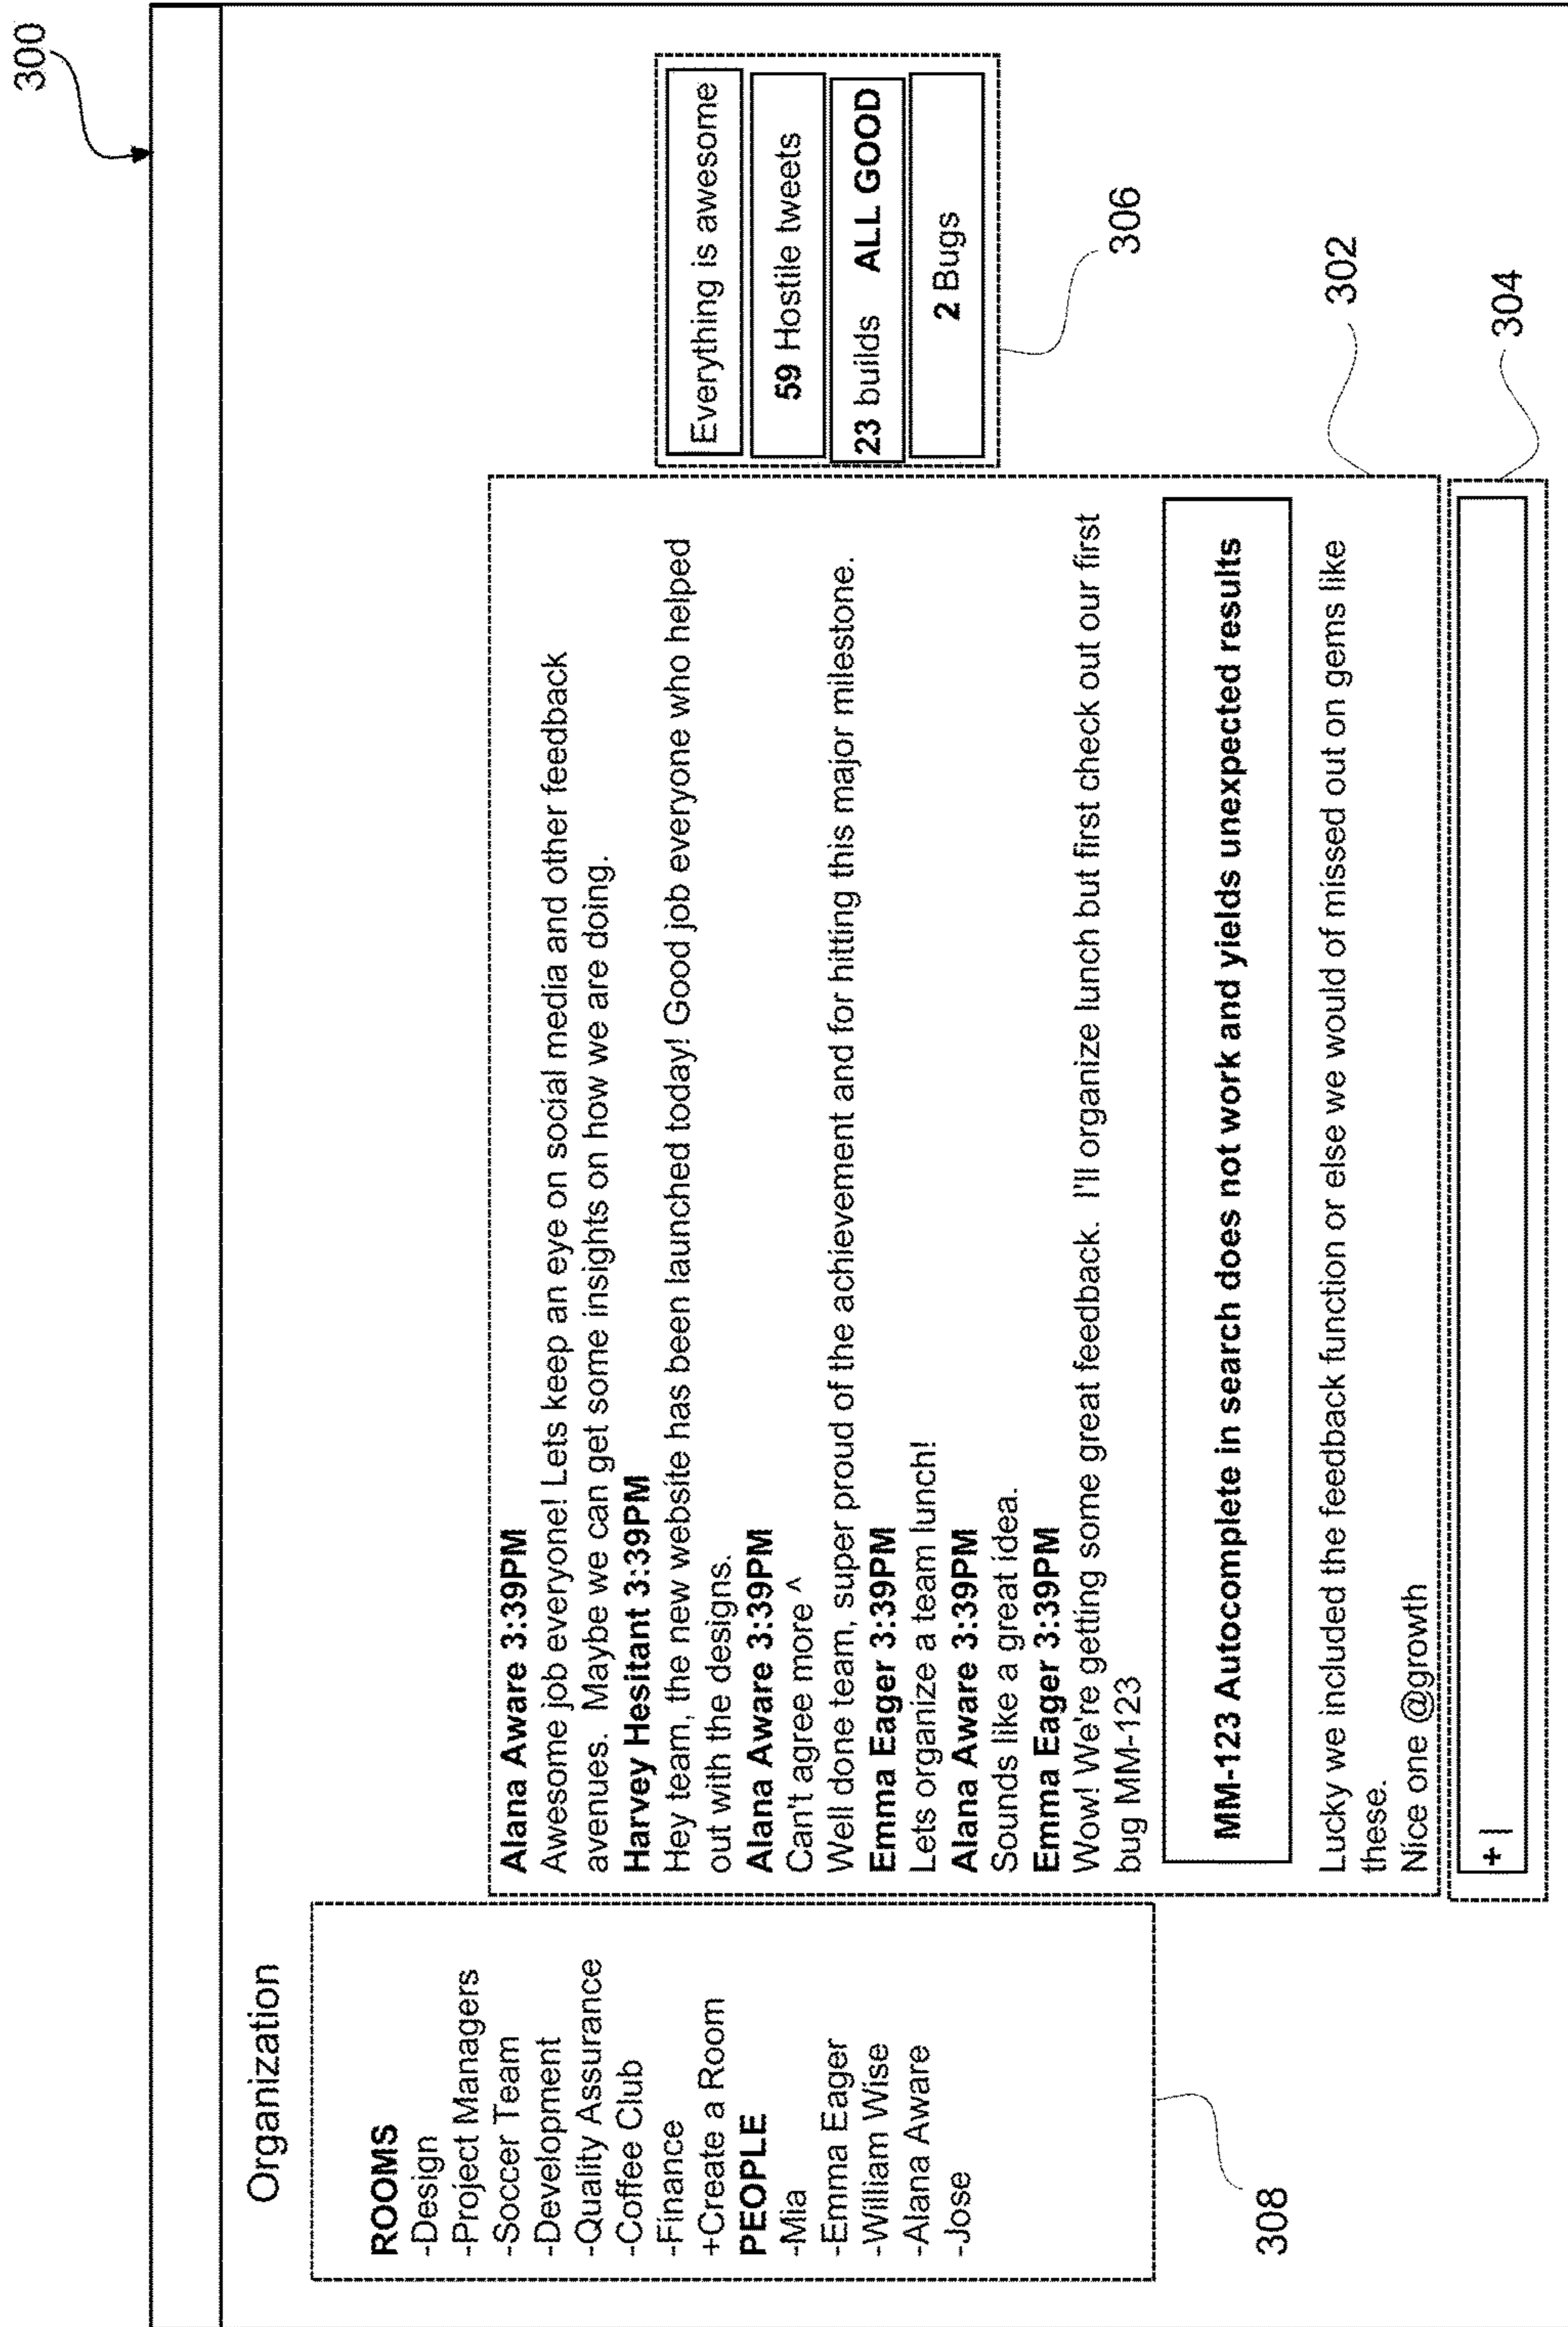 300
Organization
ROOMS
-Design
-Project Managers
-Soccer Team
-Development
-Quality Assurance
-Coffee Club
-Finance
+Create a Room
PEOPLE
-Mia
-Emma Eager
-William Wise
-Alana Aware
-Jose
308
Alana Aware 3:39PM
Awesome job everyone! Lets keep an eye on social media and other feedback
avenues. Maybe we can get some insights on how we are doing.
Harvey Hesitant 3:39PM
Hey team, the new website has been launched today! Good job everyone who helped
out with the designs.
Alana Aware 3:39PM
Can't agree more ^
Well done team, super proud of the achievement and for hitting this major milestone.
Emma Eager 3:39PM
Lets organize a team lunch!
Alana Aware 3:39PM
Sounds like a great idea.
Emma Eager 3:39PM
Wow! We're getting some great feedback. I'll organize lunch but first check out our first
bug MM-123
MM-123 Autocomplete in search does not work and yields unexpected results
Lucky we included the feedback function or else we would of missed out on gems like
these.
Nice one @growth
+ |
Everything is awesome
59 Hostile tweets
23 builds ALL GOOD
2 Bugs
306
302
304